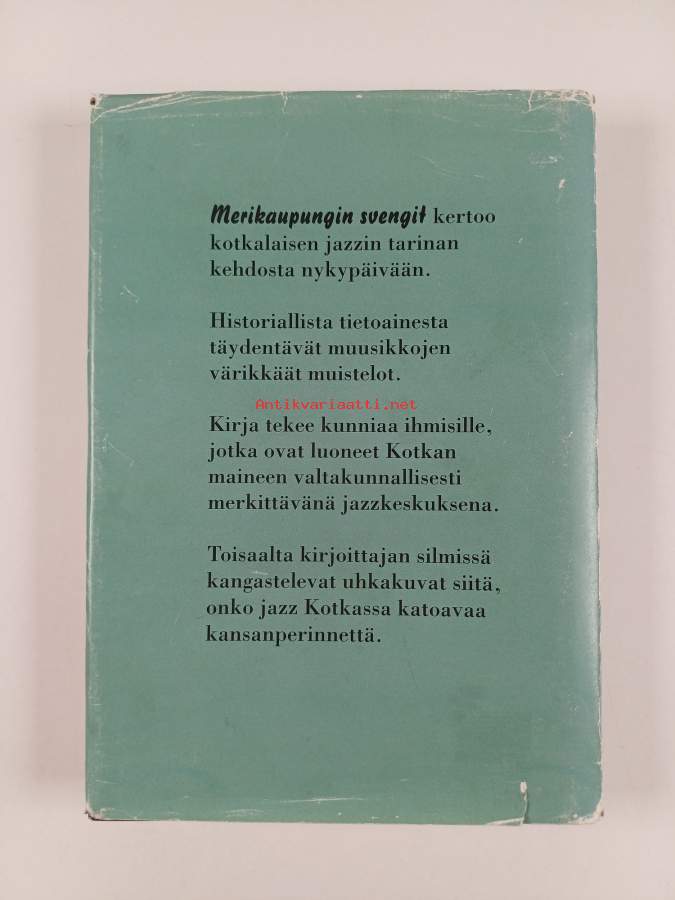 Merikaupungin svengit kertoo
kotkalaisen jazzin tarinan
kehdosta nykypäivään.
Historiallista tietoainesta
täydentävät muusikkojen
värikkäät muistelot.
Antikvariaatti.net
Kirja tekee kunniaa ihmisille,
jotka ovat luoneet Kotkan
maineen valtakunnallisesti
merkittävänä jazzkeskuksena.
Toisaalta kirjoittajan silmissä
kangastelevat uhkakuvat siitä,
onko jazz Kotkassa katoavaa
kansanperinnettä.